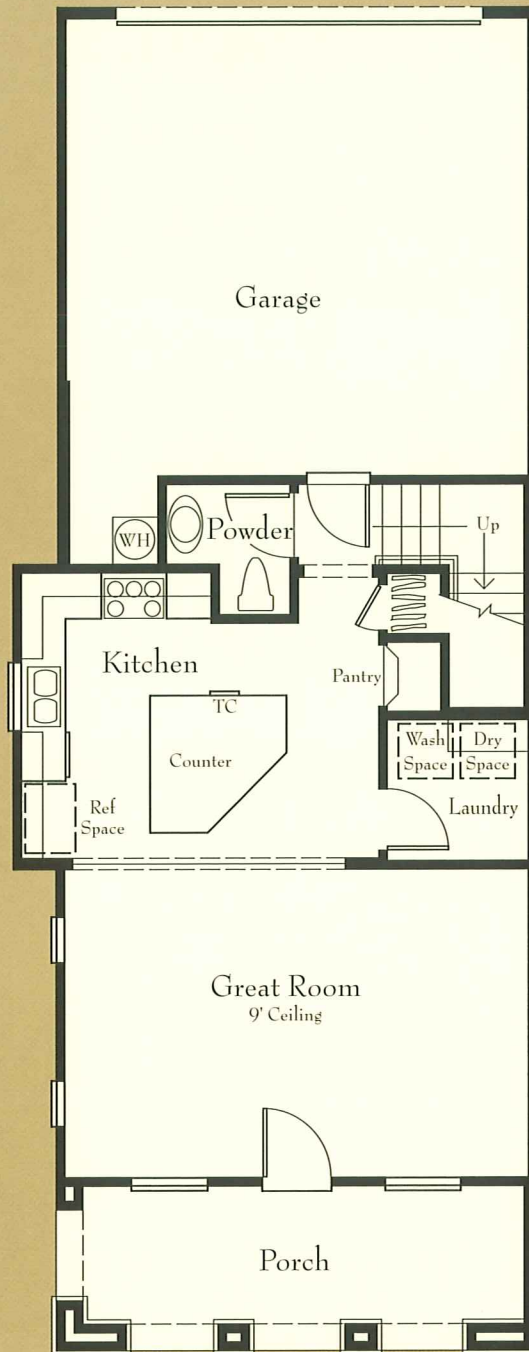 Garage
WH
Powder
Up
Kitchen
Pantry
TC
Counter
Wash
Space
Dry
Space
Ref
Space
Laundry
Great Room
9' Ceiling
Porch